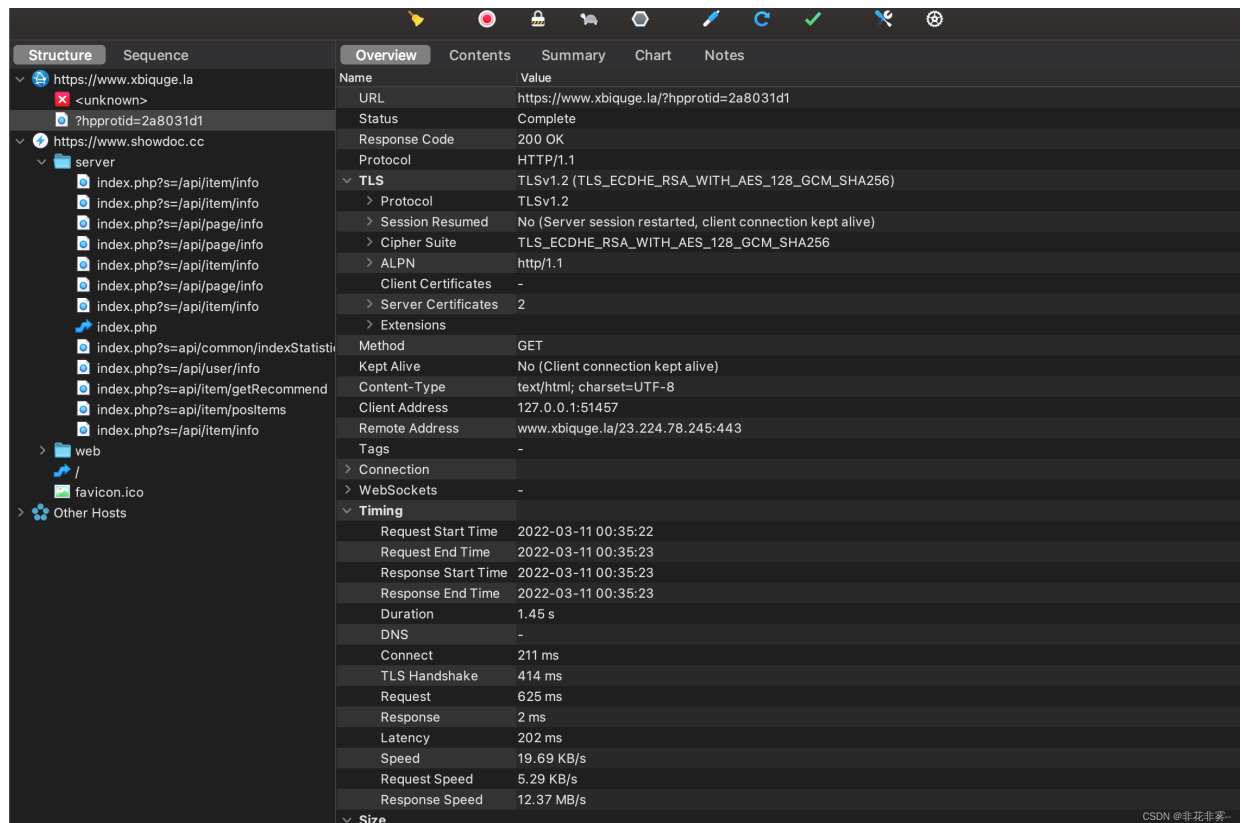 Structure Sequence
https://www.xbiquge.la
<unknown>
?hpprotid=2a8031d1
https://www.showdoc.cc
server
index.php?s=/api/item/info
index.php?s=/api/item/info
index.php?s=/api/page/info
index.php?s=/api/page/info
index.php?s=/api/item/info
index.php?s=/api/page/info
index.php?s=/api/item/info
index.php
index.php?s=api/common/indexStatistic
index.php?s=/api/user/info
index.php?s=api/item/getRecommend
index.php?s=api/item/posItems
index.php?s=/api/item/info
web
/
favicon.ico
Other Hosts
Overview Contents Summary Chart Notes
Name Value
URL https://www.xbiquge.la/?hpprotid=2a8031d1
Status Complete
Response Code 200 OK
Protocol HTTP/1.1
TLS TLSv1.2 (TLS_ECDHE_RSA_WITH_AES_128_GCM_SHA256)
Protocol TLSv1.2
Session Resumed No (Server session restarted, client connection kept alive)
Cipher Suite TLS_ECDHE_RSA_WITH_AES_128_GCM_SHA256
ALPN http/1.1
Client Certificates -
Server Certificates 2
Extensions
Method GET
Kept Alive No (Client connection kept alive)
Content-Type text/html; charset=UTF-8
Client Address 127.0.0.1:51457
Remote Address www.xbiquge.la/23.224.78.245:443
Tags -
Connection
WebSockets -
Timing
Request Start Time 2022-03-11 00:35:22
Request End Time 2022-03-11 00:35:23
Response Start Time 2022-03-11 00:35:23
Response End Time 2022-03-11 00:35:23
Duration 1.45 s
DNS -
Connect 211 ms
TLS Handshake 414 ms
Request 625 ms
Response 2 ms
Latency 202 ms
Speed 19.69 KB/s
Request Speed 5.29 KB/s
Response Speed 12.37 MB/s
Size
CSDN @非花非雾--